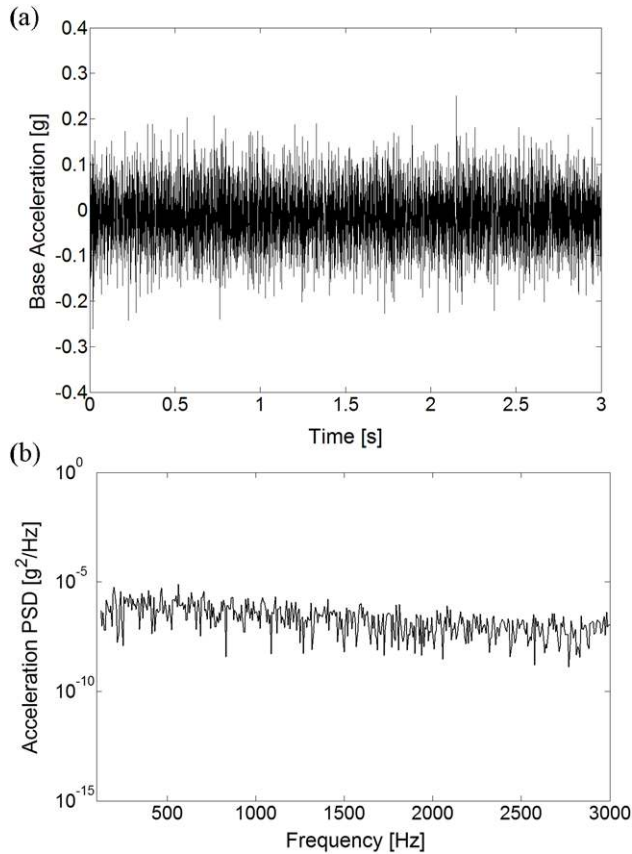 (a)
0.4
0.3
0.2
0.1
0
-0.1
-0.2
-0.3
-0.4
Base Acceleration [g]
0 0.5 1 1.5 2 2.5 3
Time [s]
(b)
10^0
10^-5
10^-10
10^-15
Acceleration PSD [g^2/Hz]
500 1000 1500 2000 2500 3000
Frequency [Hz]